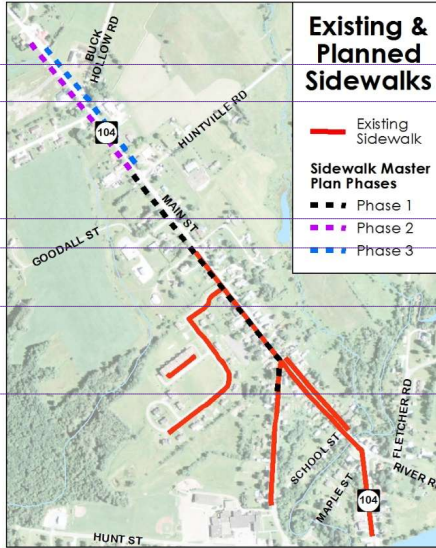 Existing &
Planned
Sidewalks
Existing
Sidewalk
Sidewalk Master
Plan Phases
Phase 1
Phase 2
Phase 3
BUCK
HOLLOW RD
HUNTVILLE RD
104
MAIN ST
GOODALL ST
FLETCHER RD
SCHOOL ST
RIVER R
MAPLE ST
104
HUNT ST